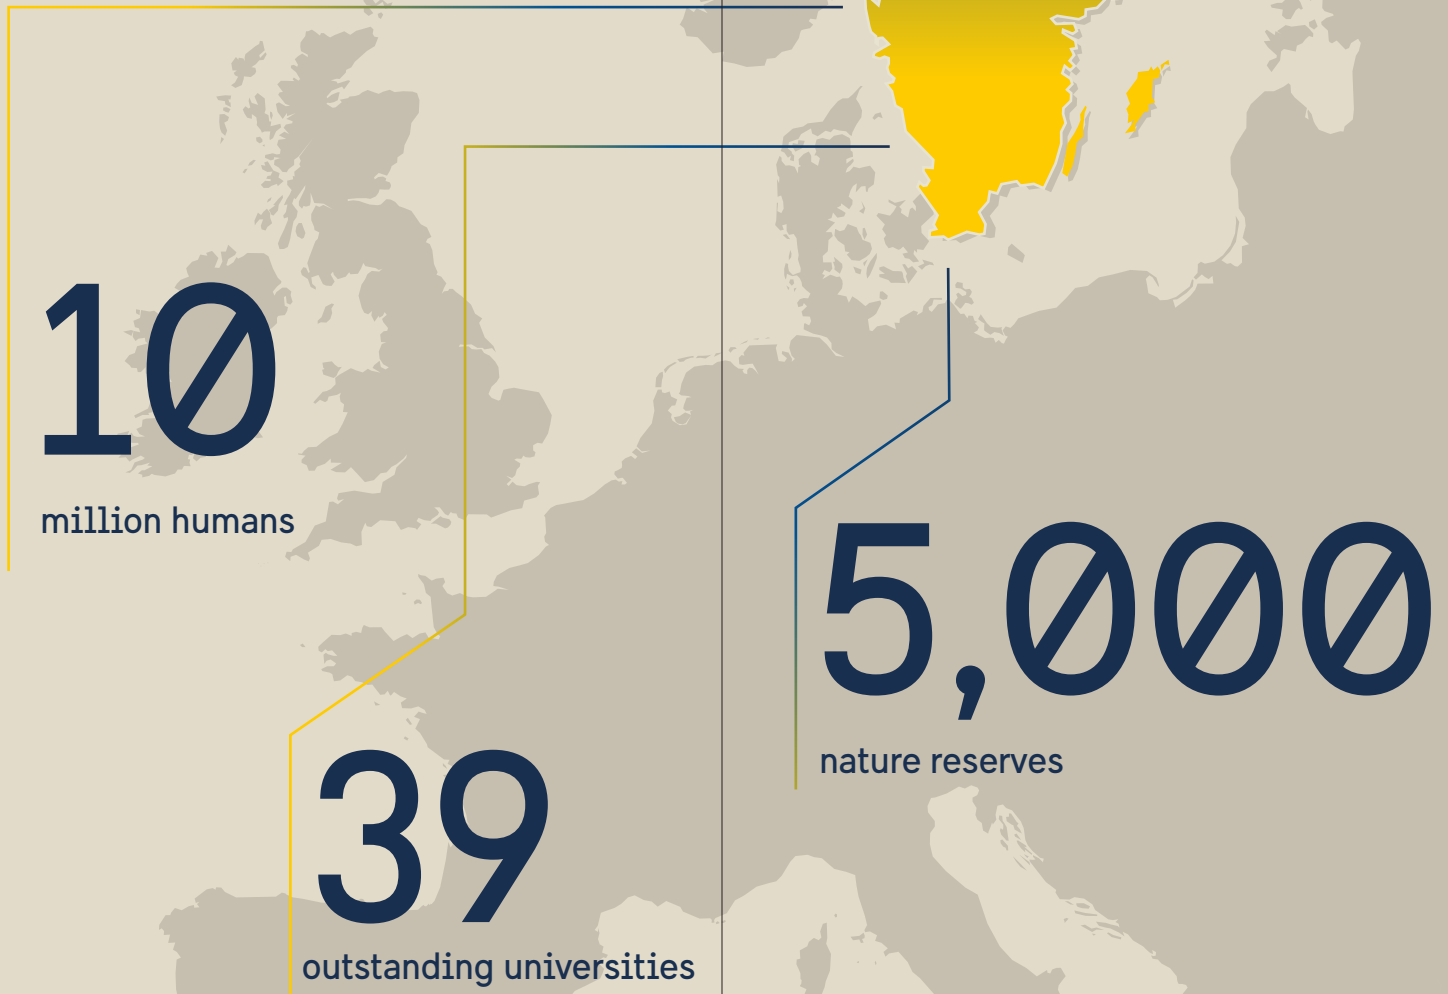 10
million humans
5,000
nature reserves
39
outstanding universities